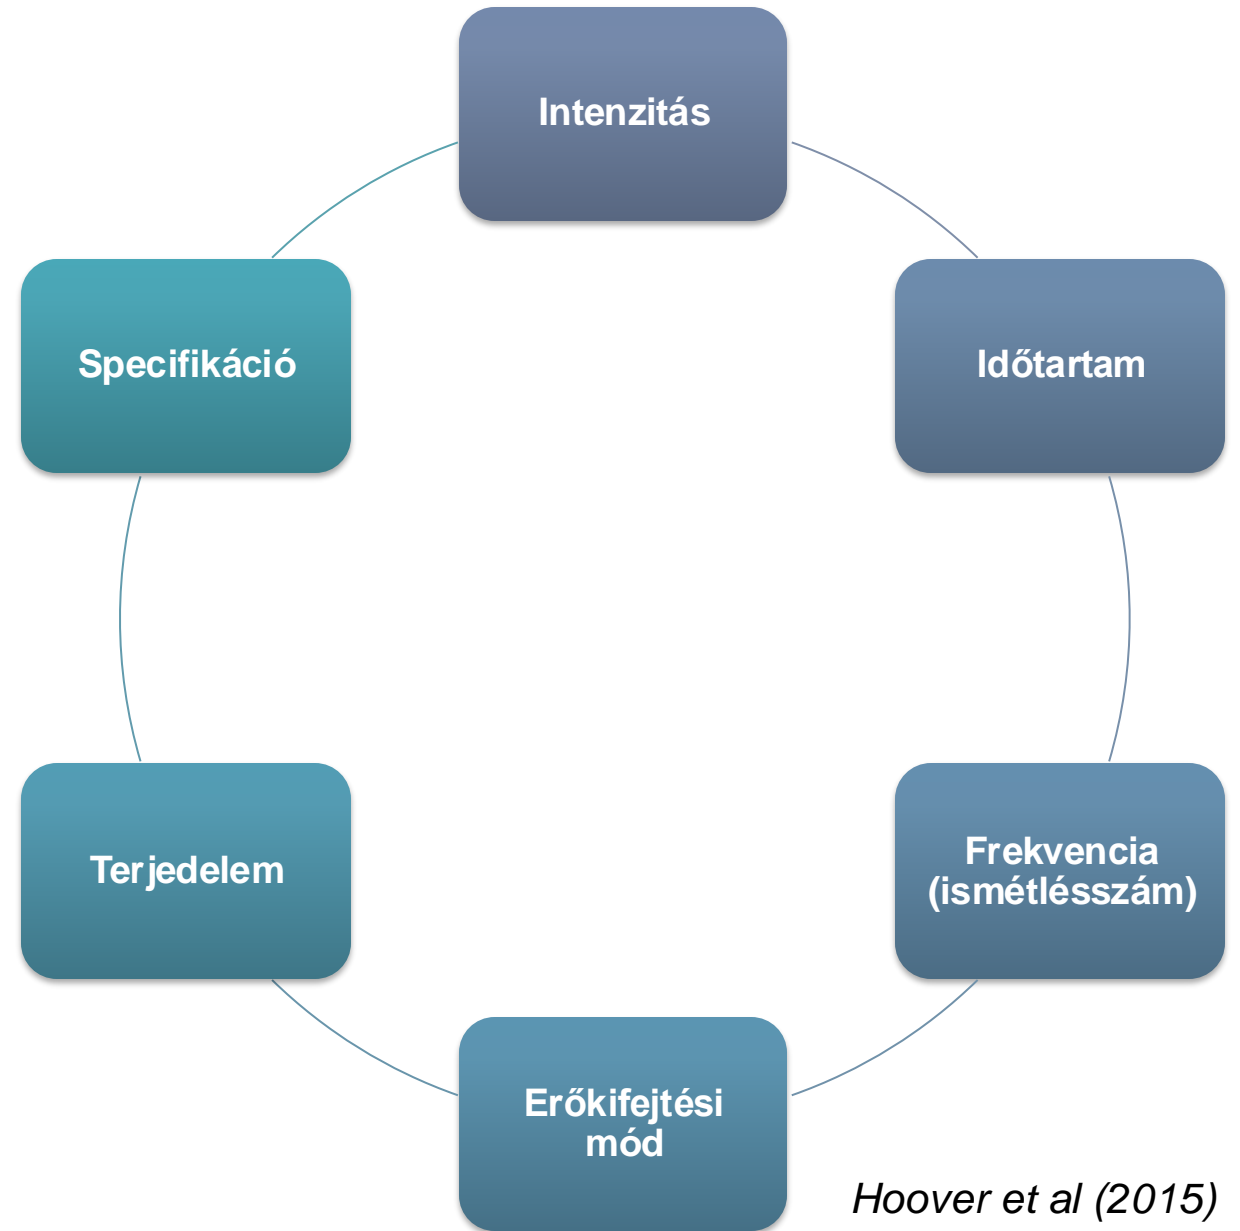 Intenzitás
Időtartam
Frekvencia
(ismétlésszám)
Erőkifejtési
mód
Terjedelem
Specifikáció
Hoover et al (2015)